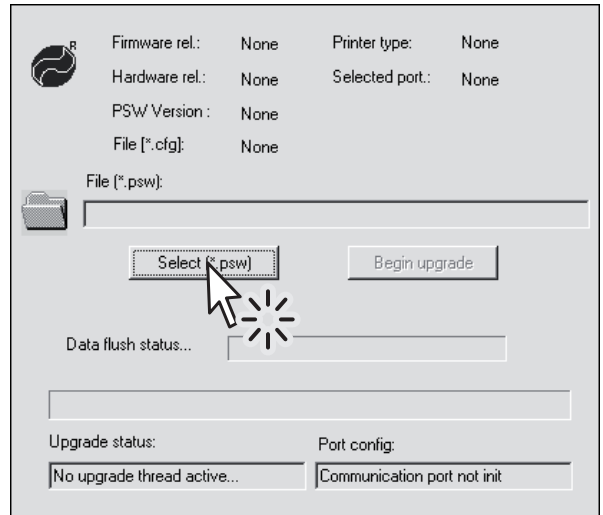 R
Firmware rel.: None Printer type: None
Hardware rel.: None Selected port.: None
PSW Version : None
File [*.cfg]: None
File (*.psw):
Select (*.psw) Begin upgrade
Data flush status...
Upgrade status: Port config:
No upgrade thread active... Communication port not init